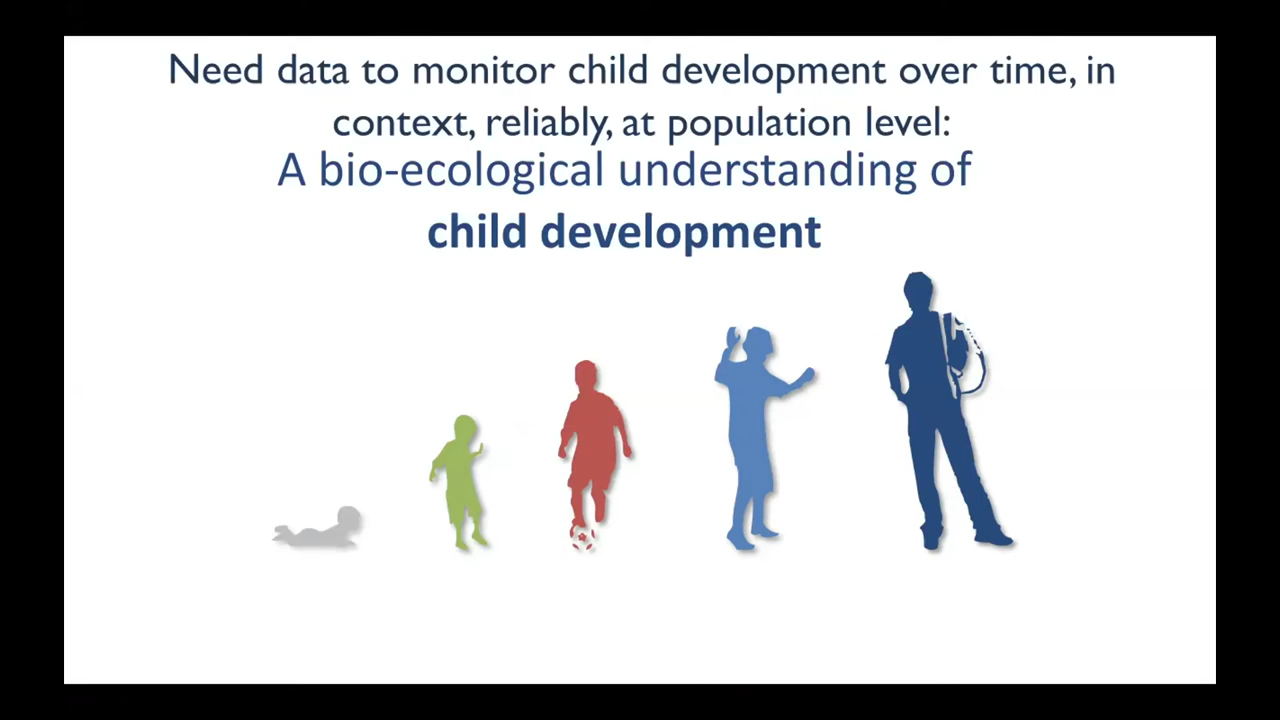 Need data to monitor child development over time, in
context, reliably, at population level:
A bio-ecological understanding of
child development